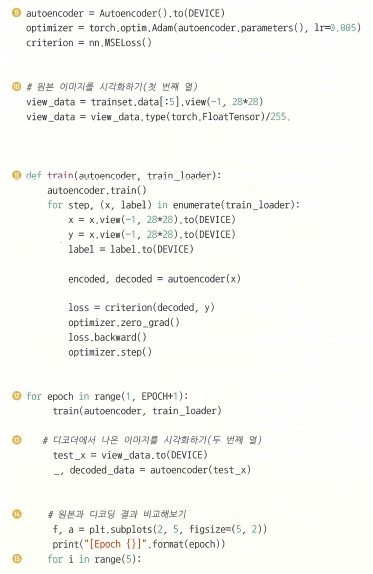 9 autoencoder = Autoencoder().to(DEVICE)
optimizer = torch.optim.Adam(autoencoder.parameters(), lr=0.005)
criterion = nn.MSELoss()
10 # 원본 이미지를 시각화하기(첫 번째 열)
view_data = trainset.data[:5].view(-1, 28*28)
view_data = view_data.type(torch.FloatTensor)/255.
11 def train(autoencoder, train_loader):
autoencoder.train()
for step, (x, label) in enumerate(train_loader):
x = x.view(-1, 28*28).to(DEVICE)
y = x.view(-1, 28*28).to(DEVICE)
label = label.to(DEVICE)
encoded, decoded = autoencoder(x)
loss = criterion(decoded, y)
optimizer.zero_grad()
loss.backward()
optimizer.step()
12 for epoch in range(1, EPOCH+1):
train(autoencoder, train_loader)
13 # 디코더에서 나온 이미지를 시각화하기(두 번째 열)
test_x = view_data.to(DEVICE)
_, decoded_data = autoencoder(test_x)
14 # 원본과 디코딩 결과 비교해보기
f, a = plt.subplots(2, 5, figsize=(5, 2))
print("[Epoch {}]".format(epoch))
15 for i in range(5):